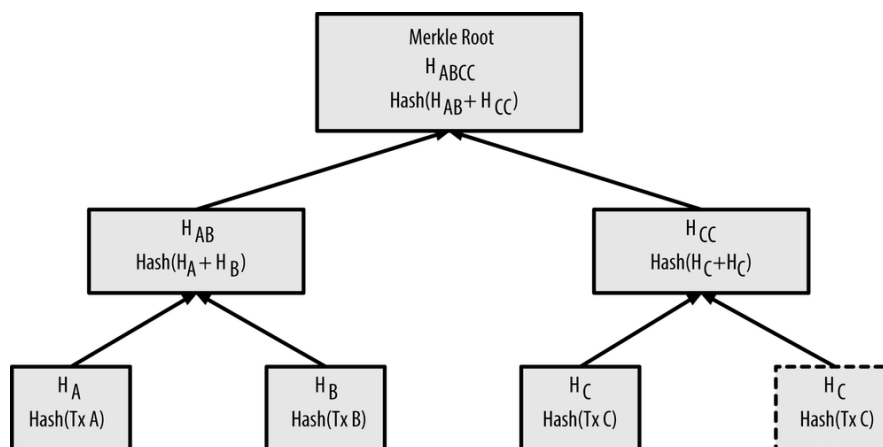 Merkle Root
H ABCC
Hash(H AB + H CC)
H AB
Hash(H A + H B)
H CC
Hash(H C+H C)
H A
Hash(Tx A)
H B
Hash(Tx B)
H C
Hash(Tx C)
H C
Hash(Tx C)